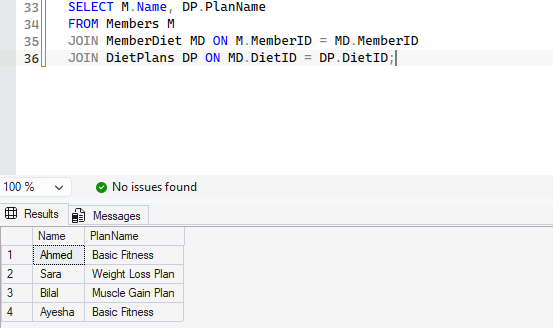 33 SELECT M.Name, DP.PlanName
34 FROM Members M
35 JOIN MemberDiet MD ON M.MemberID = MD.MemberID
36 JOIN DietPlans DP ON MD.DietID = DP.DietID;
100 % No issues found
Results Messages
Name PlanName
1 Ahmed Basic Fitness
2 Sara Weight Loss Plan
3 Bilal Muscle Gain Plan
4 Ayesha Basic Fitness